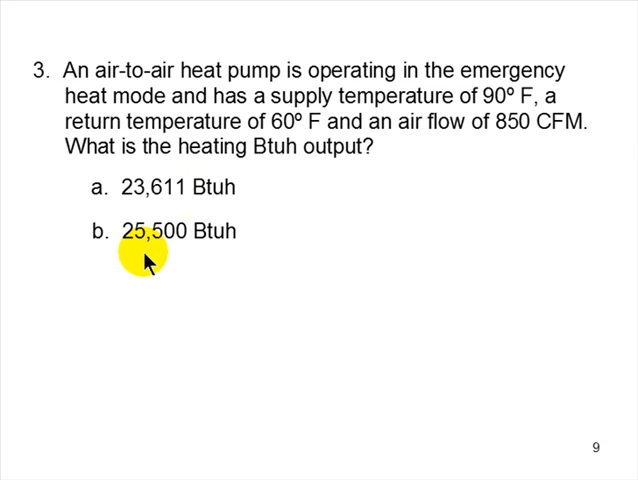 3. An air-to-air heat pump is operating in the emergency
heat mode and has a supply temperature of 90º F, a
return temperature of 60º F and an air flow of 850 CFM.
What is the heating Btuh output?
a. 23,611 Btuh
b. 25,500 Btuh
9